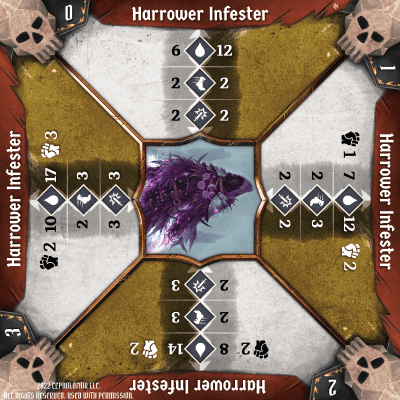 0
Harrower Infester
6 12
2 2
2 2
1
Harrower Infester
1 7 12 2
2 3
2 2
2
Harrower Infester
2 8 14 2
2 3
2 3
3
Harrower Infester
2 10 17 3
2 3
3 3
2022 CEPHALOFAIR LLC.
ALL RIGHTS RESERVED. USED WITH PERMISSION.